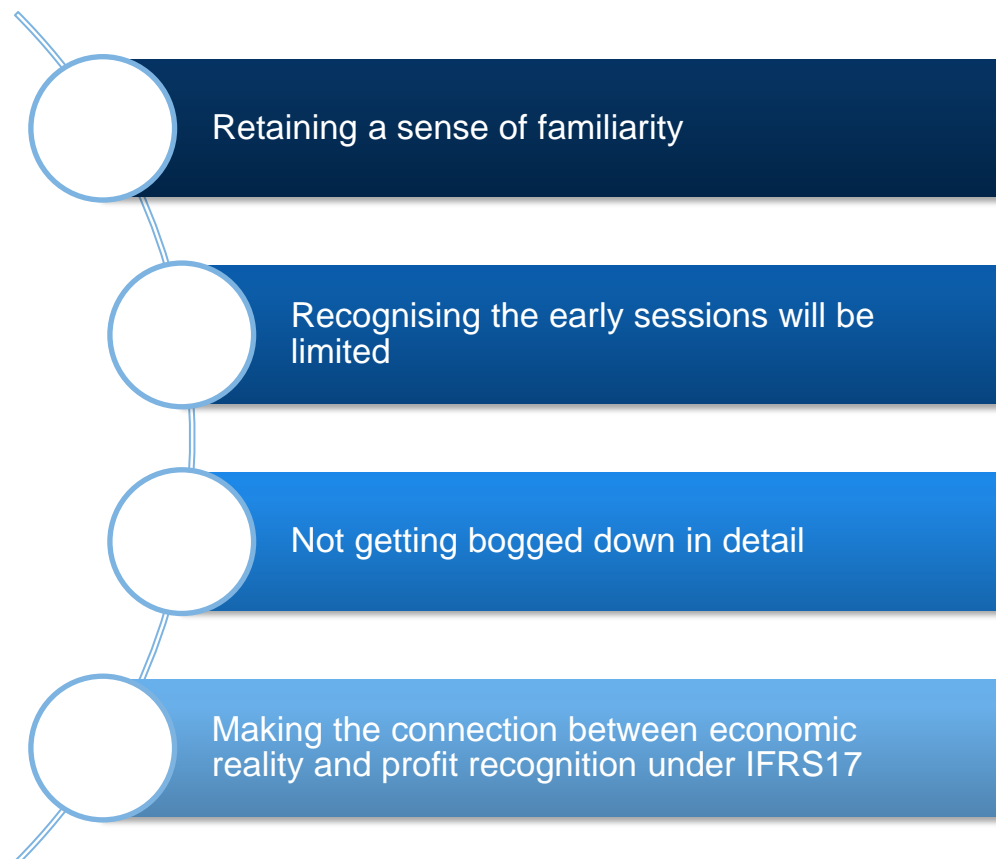 Retaining a sense of familiarity
Recognising the early sessions will be
limited
Not getting bogged down in detail
Making the connection between economic
reality and profit recognition under IFRS17